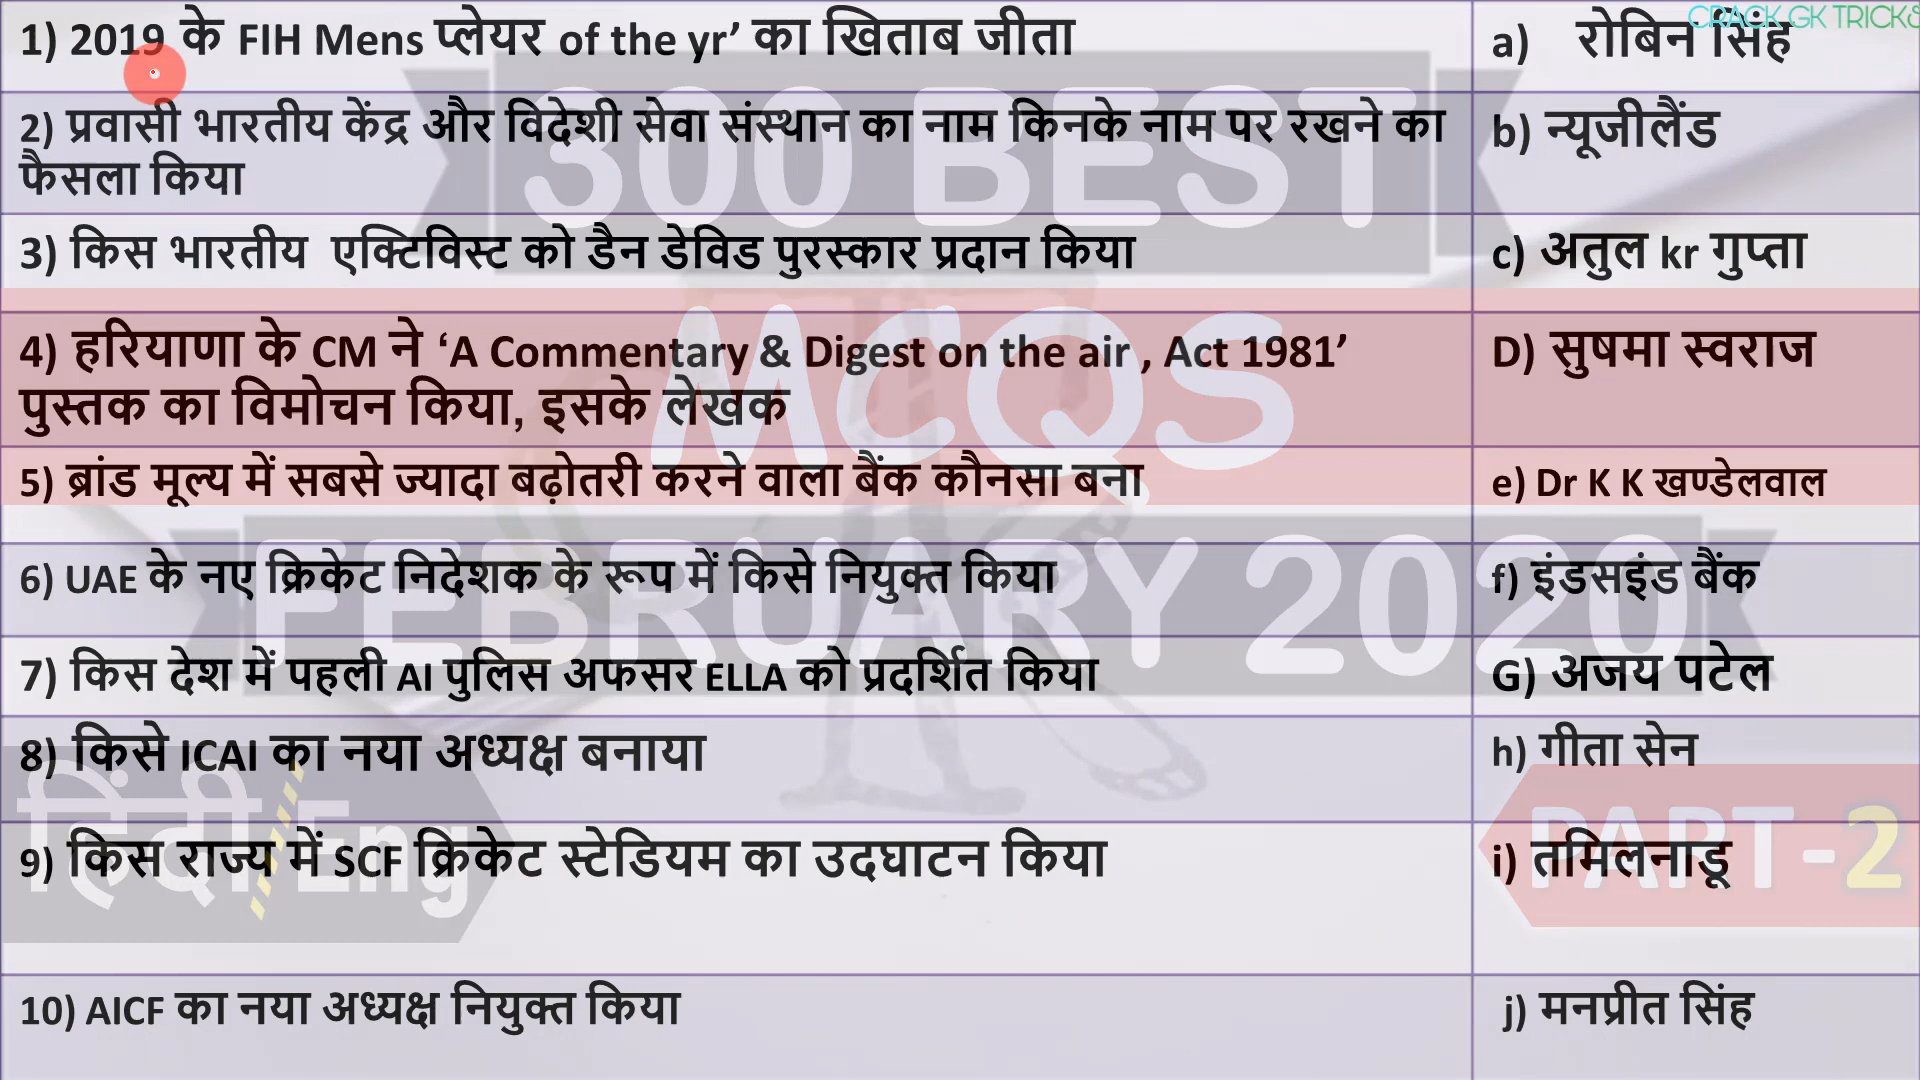 CRACK GK TRICKS
1) 2019 के FIH Mens प्लेयर of the yr’ का खिताब जीता
a) रोबिन सिंह
2) प्रवासी भारतीय केंद्र और विदेशी सेवा संस्थान का नाम किनके नाम पर रखने का
फैसला किया
b) न्यूजीलैंड
3) किस भारतीय एक्टिविस्ट को डैन डेविड पुरस्कार प्रदान किया
c) अतुल kr गुप्ता
4) हरियाणा के CM ने ‘A Commentary & Digest on the air , Act 1981’
पुस्तक का विमोचन किया, इसके लेखक
D) सुषमा स्वराज
5) ब्रांड मूल्य में सबसे ज्यादा बढ़ोतरी करने वाला बैंक कौनसा बना
e) Dr K K खण्डेलवाल
6) UAE के नए क्रिकेट निदेशक के रूप में किसे नियुक्त किया
f) इंडसइंड बैंक
7) किस देश में पहली AI पुलिस अफसर ELLA को प्रदर्शित किया
G) अजय पटेल
8) किसे ICAI का नया अध्यक्ष बनाया
h) गीता सेन
9) किस राज्य में SCF क्रिकेट स्टेडियम का उदघाटन किया
i) तमिलनाडू
10) AICF का नया अध्यक्ष नियुक्त किया
j) मनप्रीत सिंह
300 BEST
MCQS
FEBRUARY 2020
हिंदी Eng
PART-2